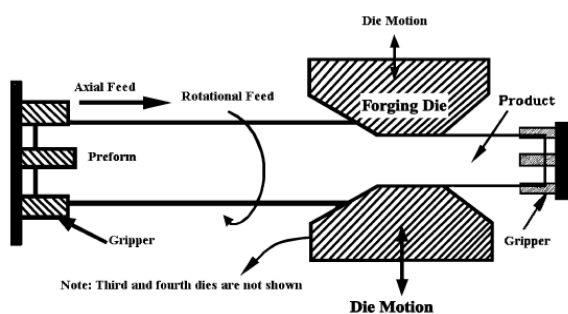 Die Motion
Axial Feed
Rotational Feed
Forging Die
Product
Preform
Gripper
Gripper
Note: Third and fourth dies are not shown
Die Motion